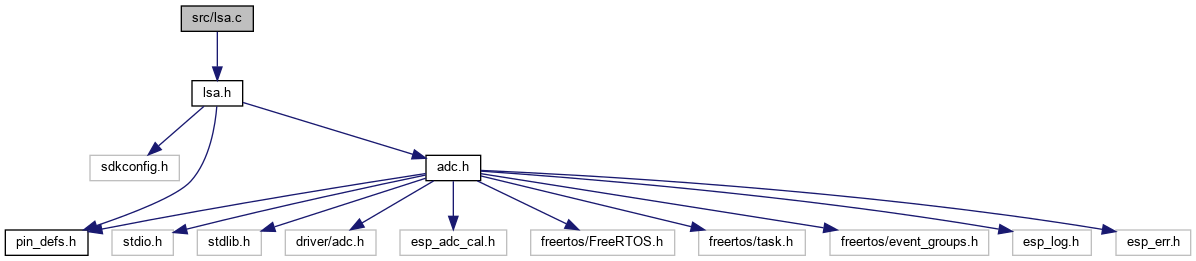 src/lsa.c
lsa.h
sdkconfig.h
adc.h
pin_defs.h
stdio.h
stdlib.h
driver/adc.h
esp_adc_cal.h
freertos/FreeRTOS.h
freertos/task.h
freertos/event_groups.h
esp_log.h
esp_err.h